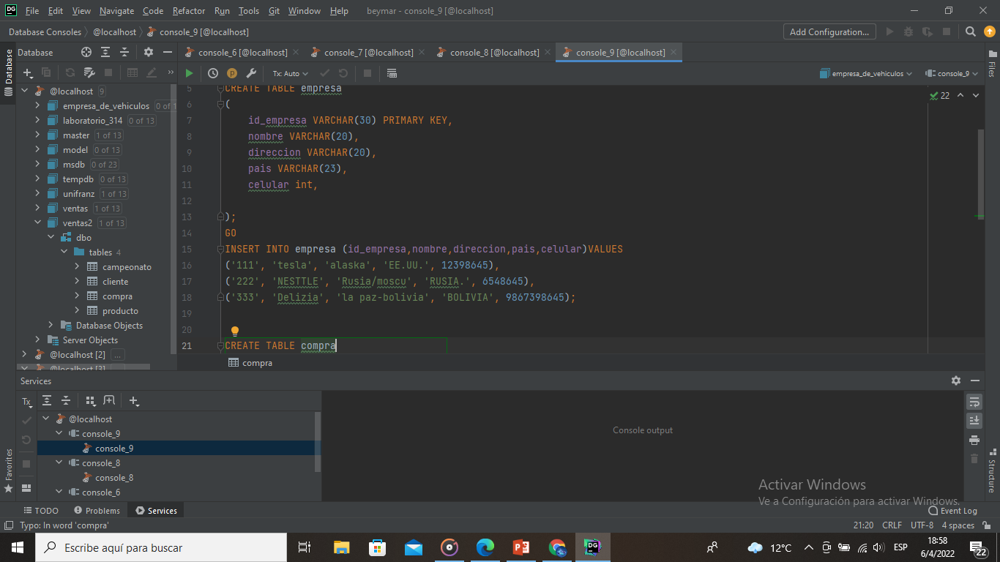 DG File Edit View Navigate Code Refactor Run Tools Git Window Help beymar - console_9 [@localhost]
Database Consoles @localhost console_9 [@localhost] Add Configuration...
Database
Database console_6 [@localhost] console_7 [@localhost] console_8 [@localhost] console_9 [@localhost]
Files
Tx: Auto empresa_de_vehiculos console_9
@localhost 9
empresa_de_vehiculos 0 of 1
laboratorio_314 0 of 13
master 1 of 13
model 0 of 13
msdb 0 of 23
tempdb 0 of 13
unifranz 1 of 13
ventas 1 of 13
ventas2 1 of 13
dbo
tables 4
campeonato
cliente
compra
producto
Database Objects
Server Objects
@localhost [2] ...
@localhost [3]
22
5 CREATE TABLE empresa
6 (
7 id_empresa VARCHAR(30) PRIMARY KEY,
8 nombre VARCHAR(20),
9 direccion VARCHAR(20),
10 pais VARCHAR(23),
11 celular int,
12
13 );
14 GO
15 INSERT INTO empresa (id_empresa,nombre,direccion,pais,celular)VALUES
16 ('111', 'tesla', 'alaska', 'EE.UU.', 12398645),
17 ('222', 'NESTTLE', 'Rusia/moscu', 'RUSIA.', 6548645),
18 ('333', 'Delizia', 'la paz-bolivia', 'BOLIVIA', 9867398645);
19
20
21 CREATE TABLE compra
compra
Services
Tx
@localhost
console_9
console_9
console_8
console_8
console_6
Console output
Favorites
Structure
Activar Windows
Ve a Configuración para activar Windows.
TODO Problems Services Event Log
Typo: In word 'compra' 21:20 CRLF UTF-8 4 spaces
Escribe aquí para buscar
DG
12°C
ESP
18:58
6/4/2022
22